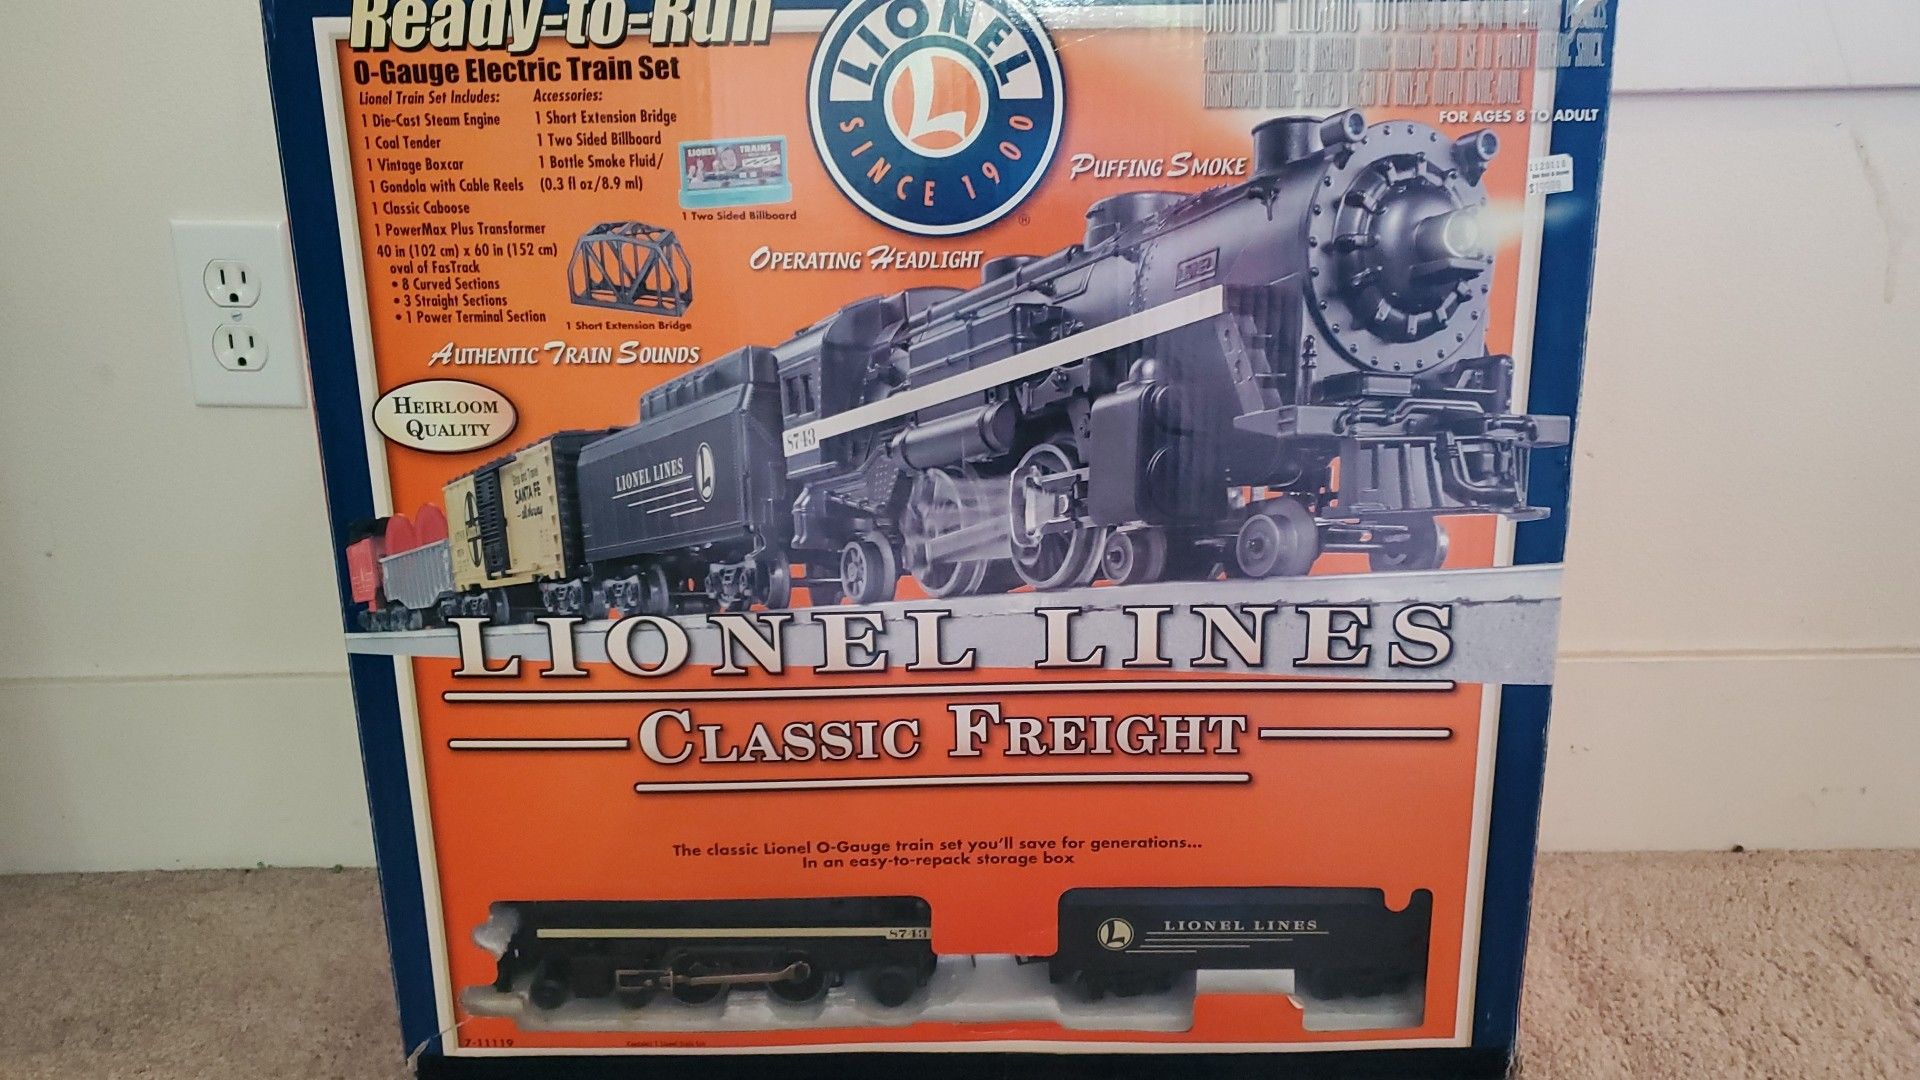 Ready-to-Run
O-Gauge Electric Train Set
Lionel Train Set Includes:
1 Die-Cast Steam Engine
1 Coal Tender
1 Vintage Boxcar
1 Gondola with Cable Reels
1 Classic Caboose
1 PowerMax Plus Transformer
40 in (102 cm) x 60 in (152 cm)
oval of FasTrack
• 8 Curved Sections
• 3 Straight Sections
• 1 Power Terminal Section
Accessories:
1 Short Extension Bridge
1 Two Sided Billboard
1 Bottle Smoke Fluid/
(0.3 fl oz/8.9 ml)
LIONEL TRAINS
1 Two Sided Billboard
1 Short Extension Bridge
LIONEL
L
SINCE 1900
®
FOR AGES 8 TO ADULT
PUFFING SMOKE
OPERATING HEADLIGHT
AUTHENTIC TRAIN SOUNDS
HEIRLOOM
QUALITY
LIONEL
8743
LIONEL LINES
L
SANTA FE
LIONEL LINES
CLASSIC FREIGHT
The classic Lionel O-Gauge train set you'll save for generations...
In an easy-to-repack storage box
8743
L LIONEL LINES
7-11119